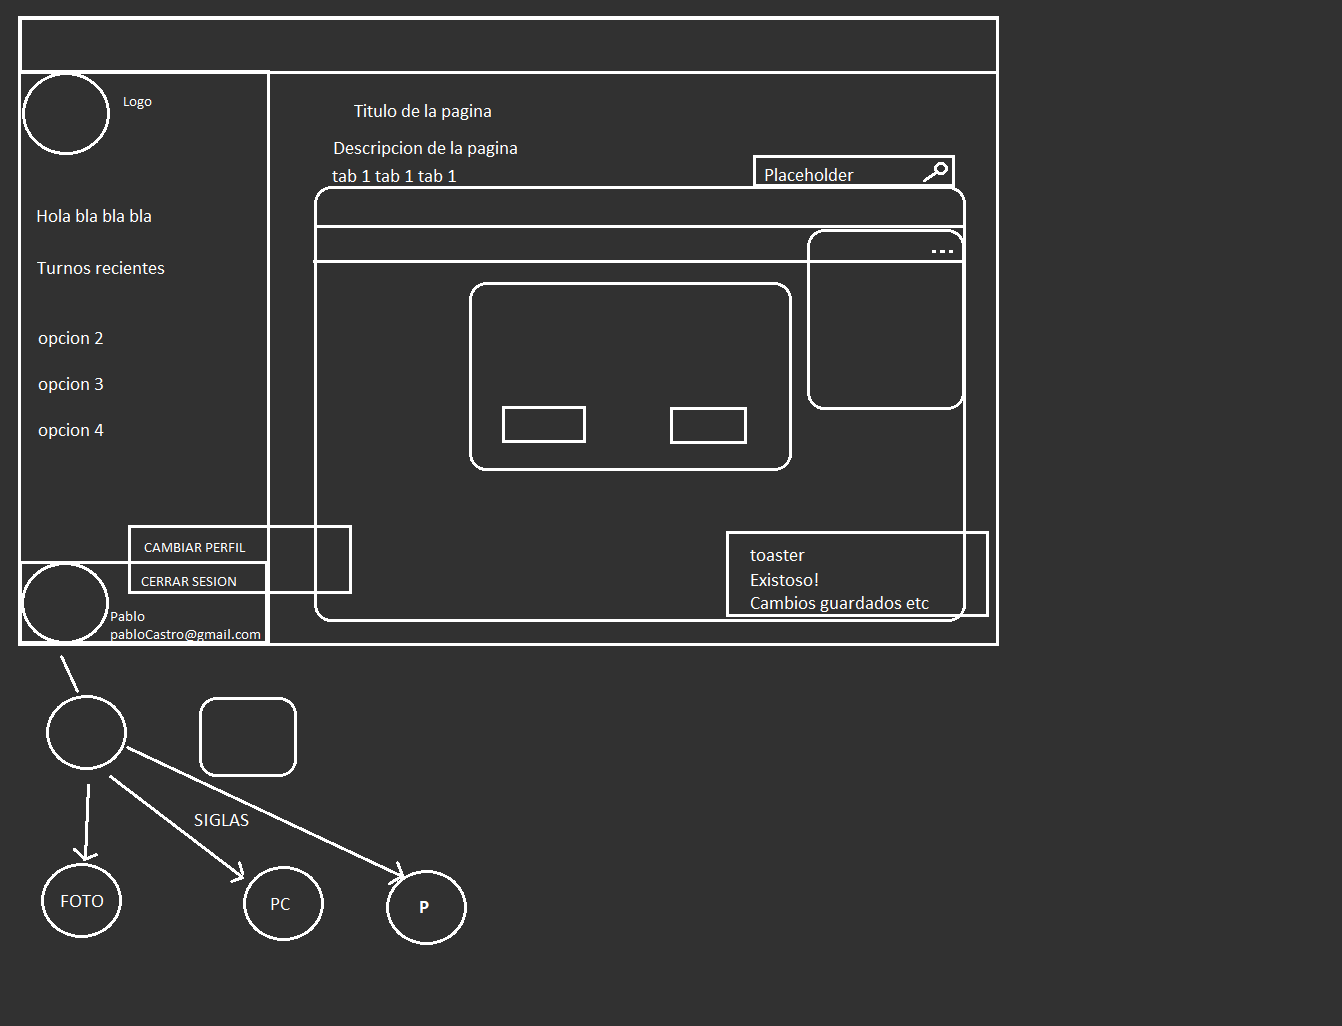 Logo
Hola bla bla bla
Turnos recientes
opcion 2
opcion 3
opcion 4
CAMBIAR PERFIL
CERRAR SESION
Pablo
pabloCastro@gmail.com
Titulo de la pagina
Descripcion de la pagina
tab 1 tab 1 tab 1
Placeholder
...
toaster
Existoso!
Cambios guardados etc
SIGLAS
FOTO
PC
P